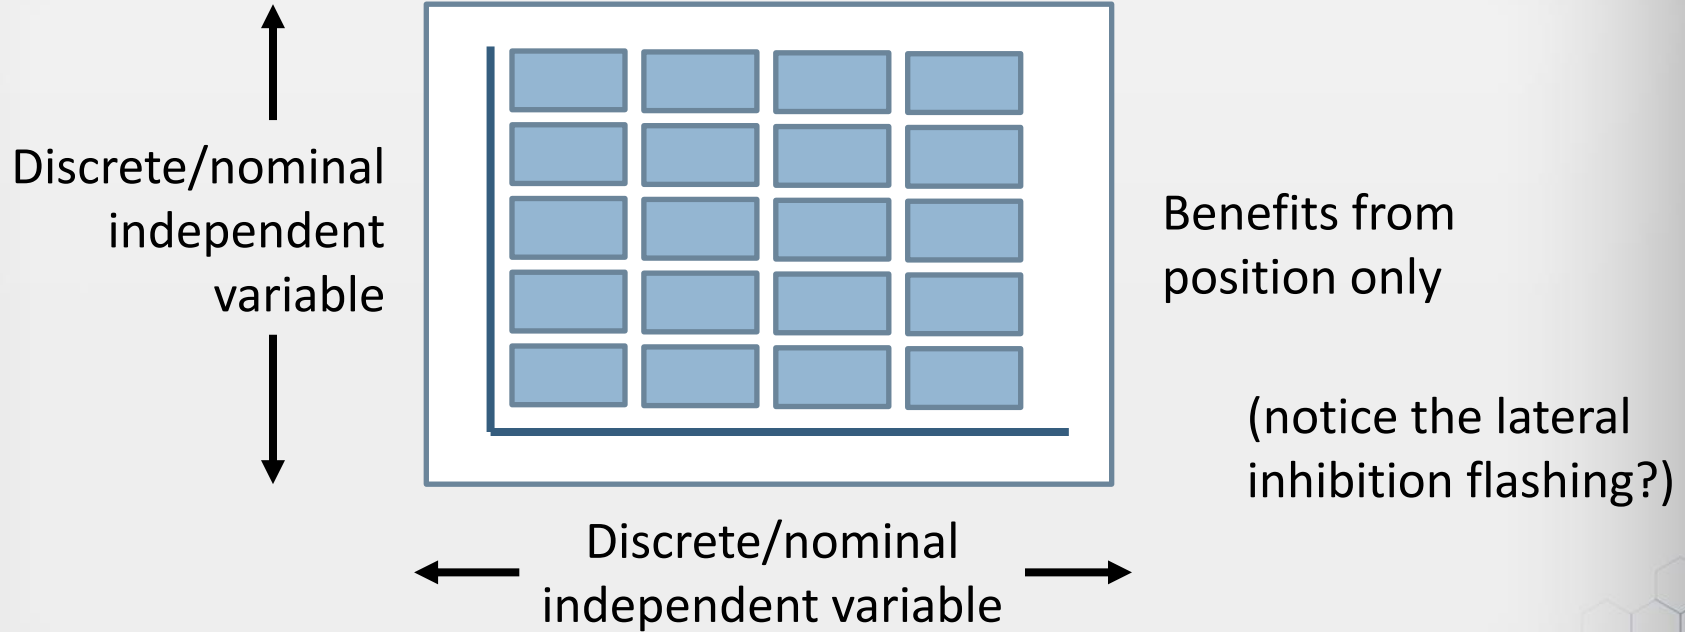 Discrete/nominal
independent
variable
Benefits from
position only
(notice the lateral
inhibition flashing?)
Discrete/nominal
independent variable